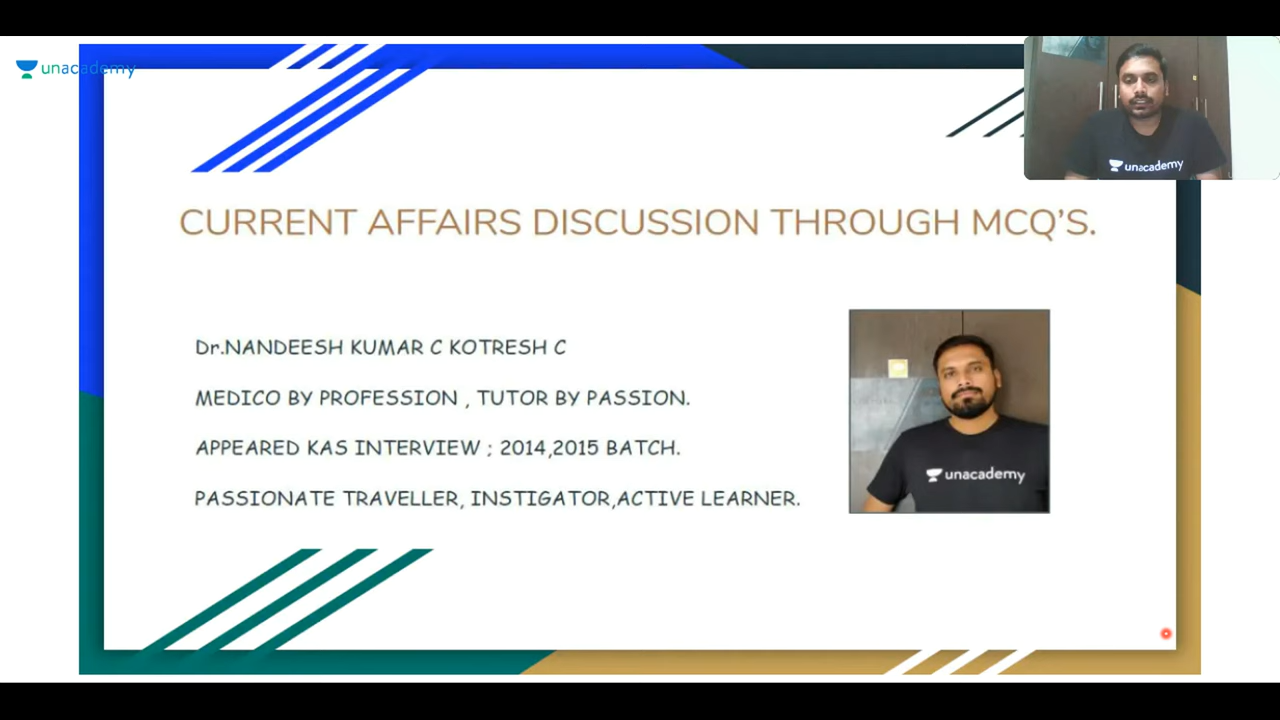 unacademy
unacademy
CURRENT AFFAIRS DISCUSSION THROUGH MCQ'S.
Dr.NANDEESH KUMAR C KOTRESH C
MEDICO BY PROFESSION , TUTOR BY PASSION.
APPEARED KAS INTERVIEW ; 2014,2015 BATCH.
unacademy
PASSIONATE TRAVELLER, INSTIGATOR,ACTIVE LEARNER.